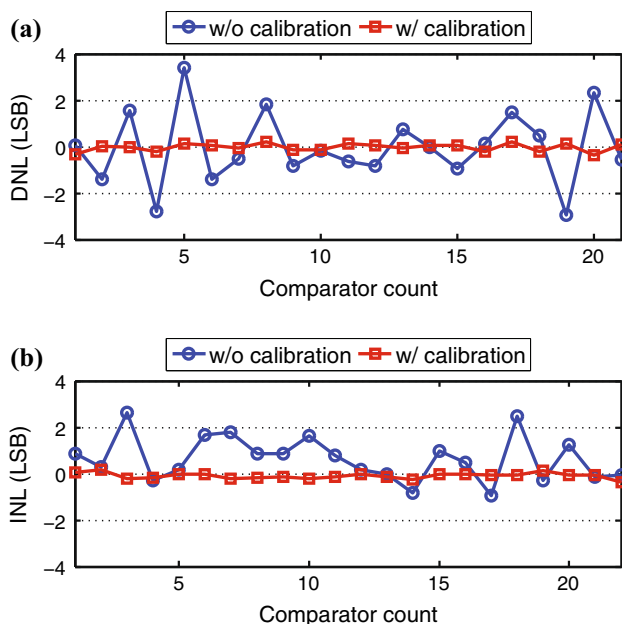 (a)
w/o calibration w/ calibration
4
2
0
−2
−4
DNL (LSB)
5 10 15 20
Comparator count
(b)
w/o calibration w/ calibration
4
2
0
−2
−4
INL (LSB)
5 10 15 20
Comparator count